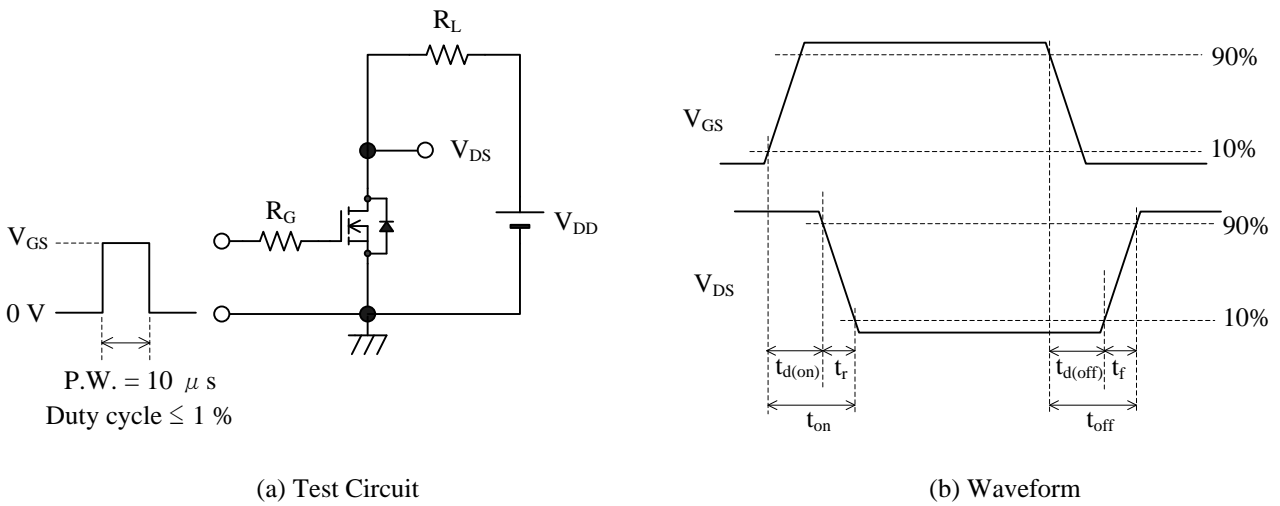 R_L
V_DS
R_G
V_DD
V_GS
0 V
P.W. = 10 μ s
Duty cycle ≤ 1 %
(a) Test Circuit
90%
V_GS
10%
90%
V_DS
10%
t_d(on) t_r t_d(off) t_f
t_on t_off
(b) Waveform